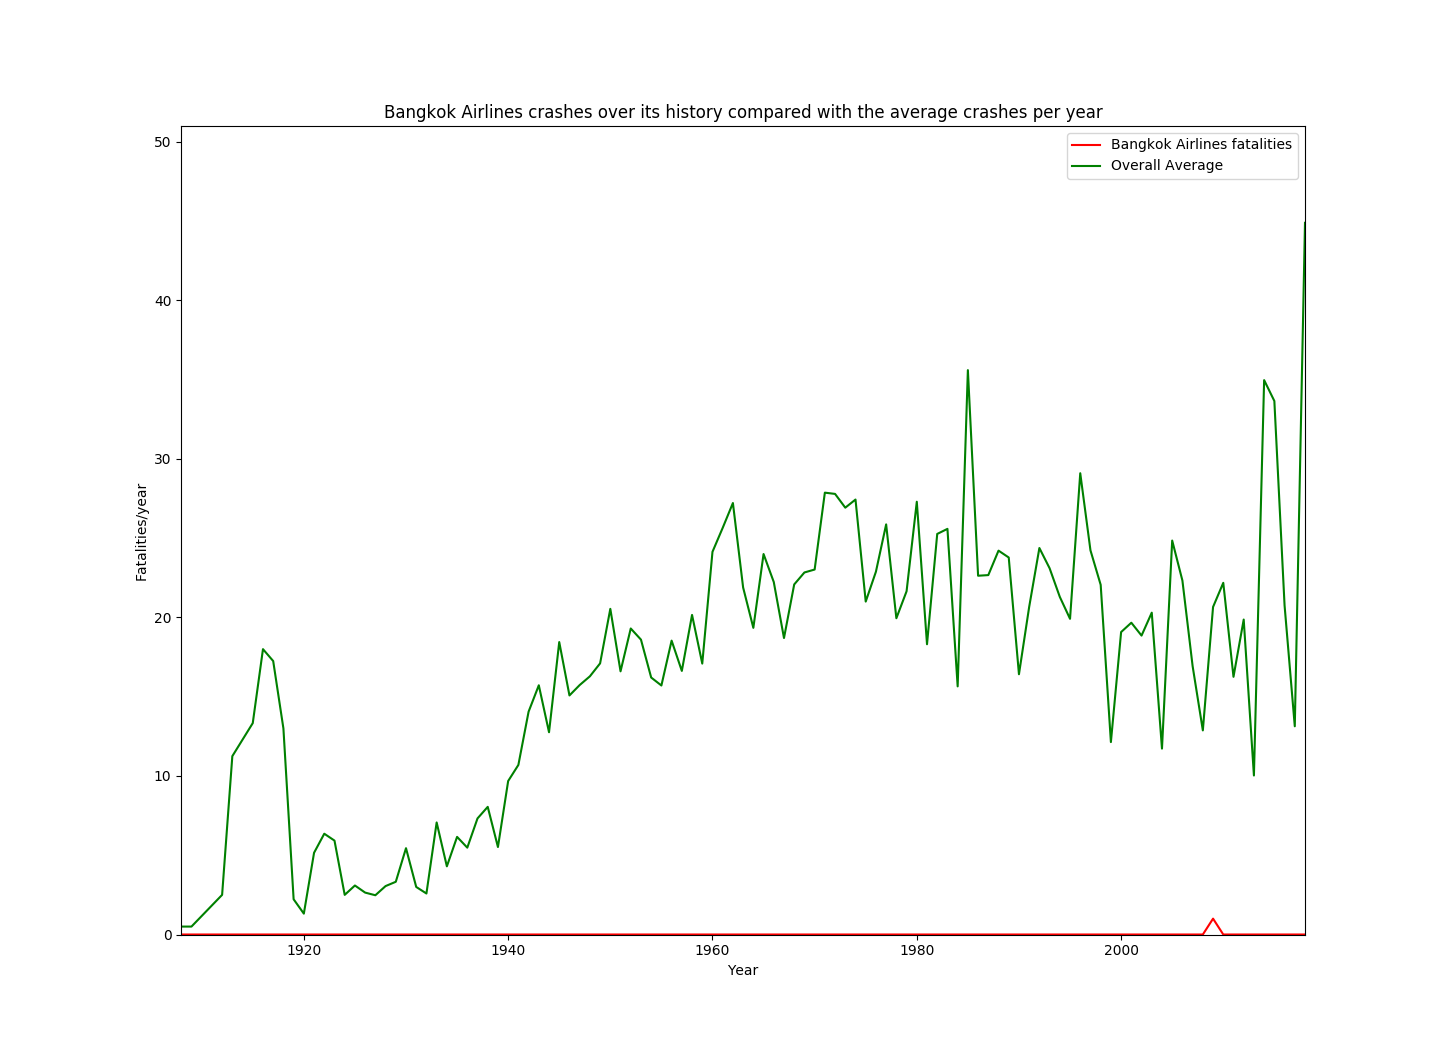 Bangkok Airlines crashes over its history compared with the average crashes per year
Bangkok Airlines fatalities
Overall Average
50
40
30
20
10
0
Fatalities/year
1920
1940
1960
1980
2000
Year